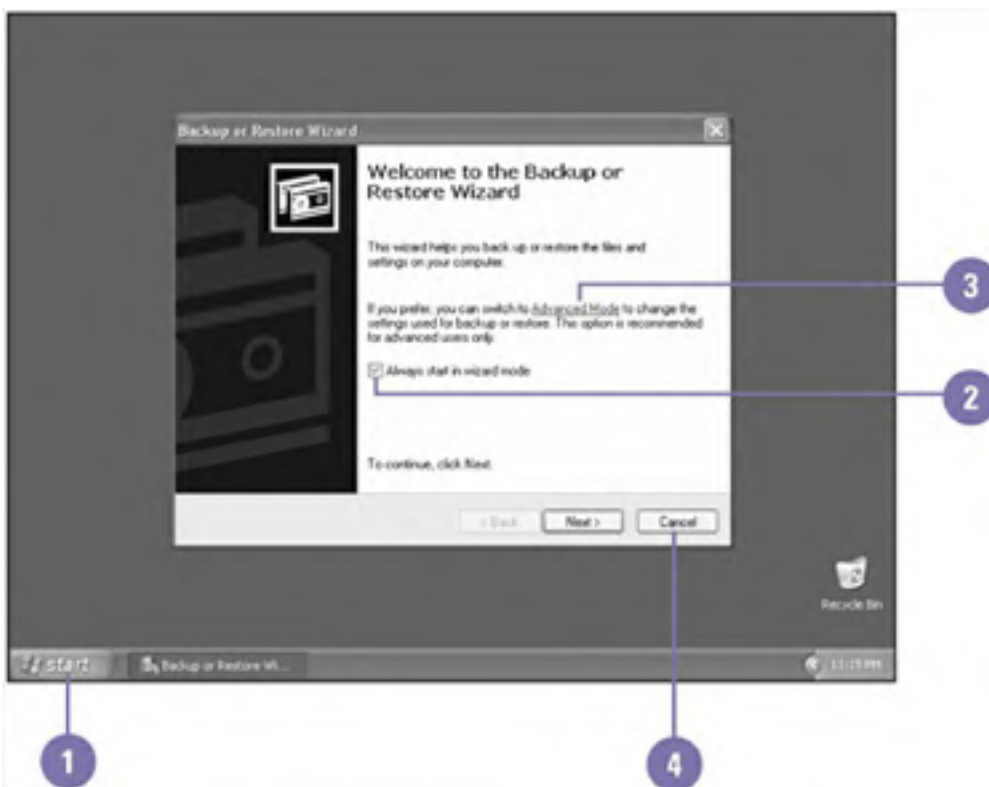 Backup or Restore Wizard
Welcome to the Backup or
Restore Wizard
This wizard helps you back up or restore the files and
settings on your computer.
If you prefer, you can switch to Advanced Mode to change the
settings used for backup or restore. This option is recommended
for advanced users only.
Always start in wizard mode
To continue, click Next.
< Back
Next >
Cancel
Recycle Bin
start
Backup or Restore Wi...
11:15 PM
3
2
1
4